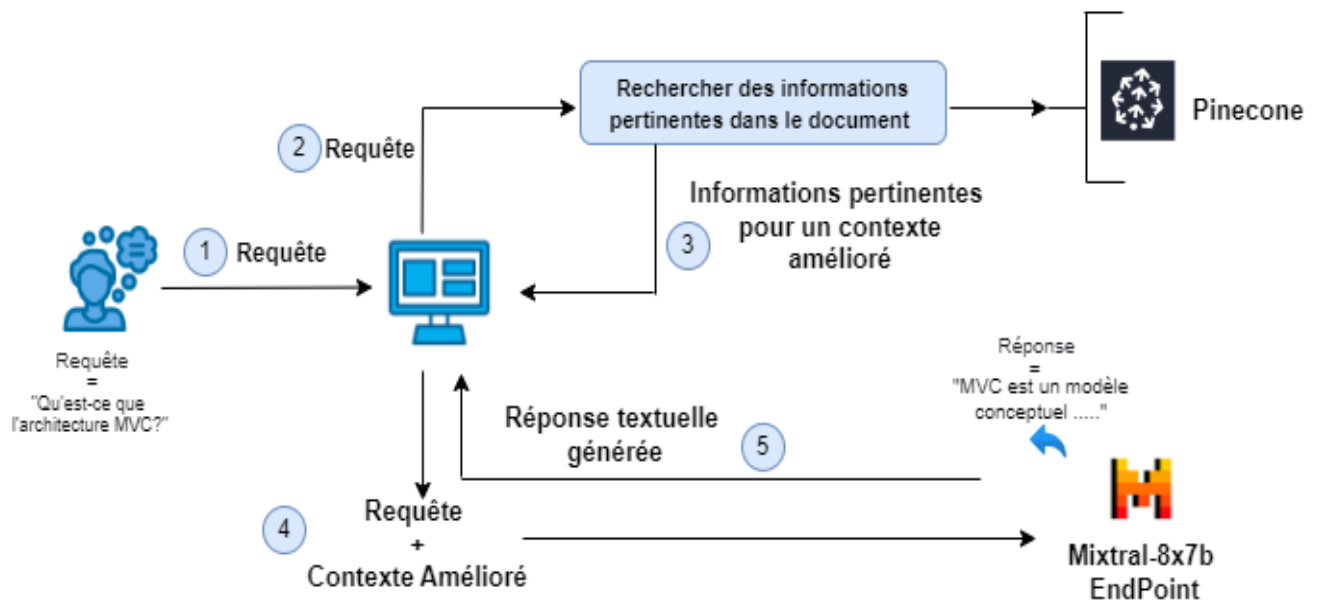 Rechercher des informations
pertinentes dans le document
Pinecone
2 Requête
Informations pertinentes
pour un contexte
amélioré
3
1 Requête
Requête
=
"Qu'est-ce que
l'architecture MVC?"
Réponse
=
"MVC est un modèle
conceptuel ....."
Réponse textuelle
générée
5
4
Requête
+
Contexte Amélioré
Mixtral-8x7b
EndPoint